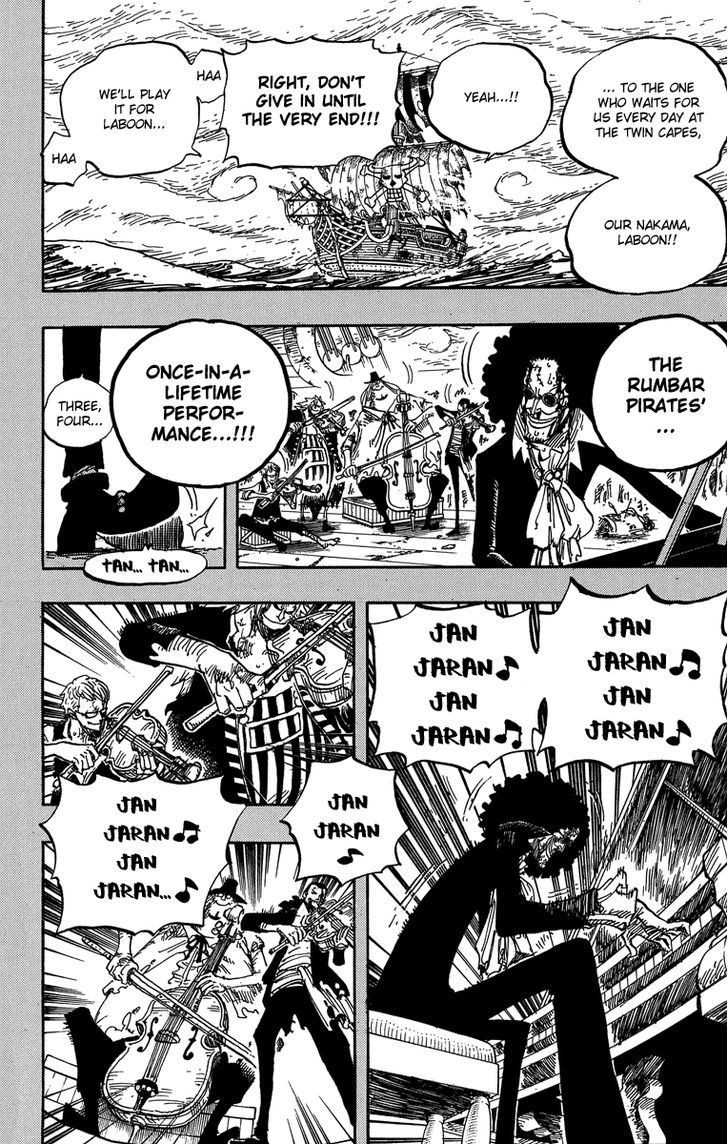 ... TO THE ONE
WHO WAITS FOR
US EVERY DAY AT
THE TWIN CAPES,
OUR NAKAMA,
LABOON!!
YEAH...!!
RIGHT, DON'T
GIVE IN UNTIL
THE VERY END!!!
HAA
WE'LL PLAY
IT FOR
LABOON...
HAA
THE
RUMBAR
PIRATES'
...
ONCE-IN-A-
LIFETIME
PERFOR-
MANCE...!!!
THREE,
FOUR...
TAN... TAN...
JAN
JARAN♫
JAN
JARAN♪
JAN
JARAN♪
JAN
JARAN♫
JAN
JARAN
♪
JAN
JARAN♫
JAN
JARAN...♪